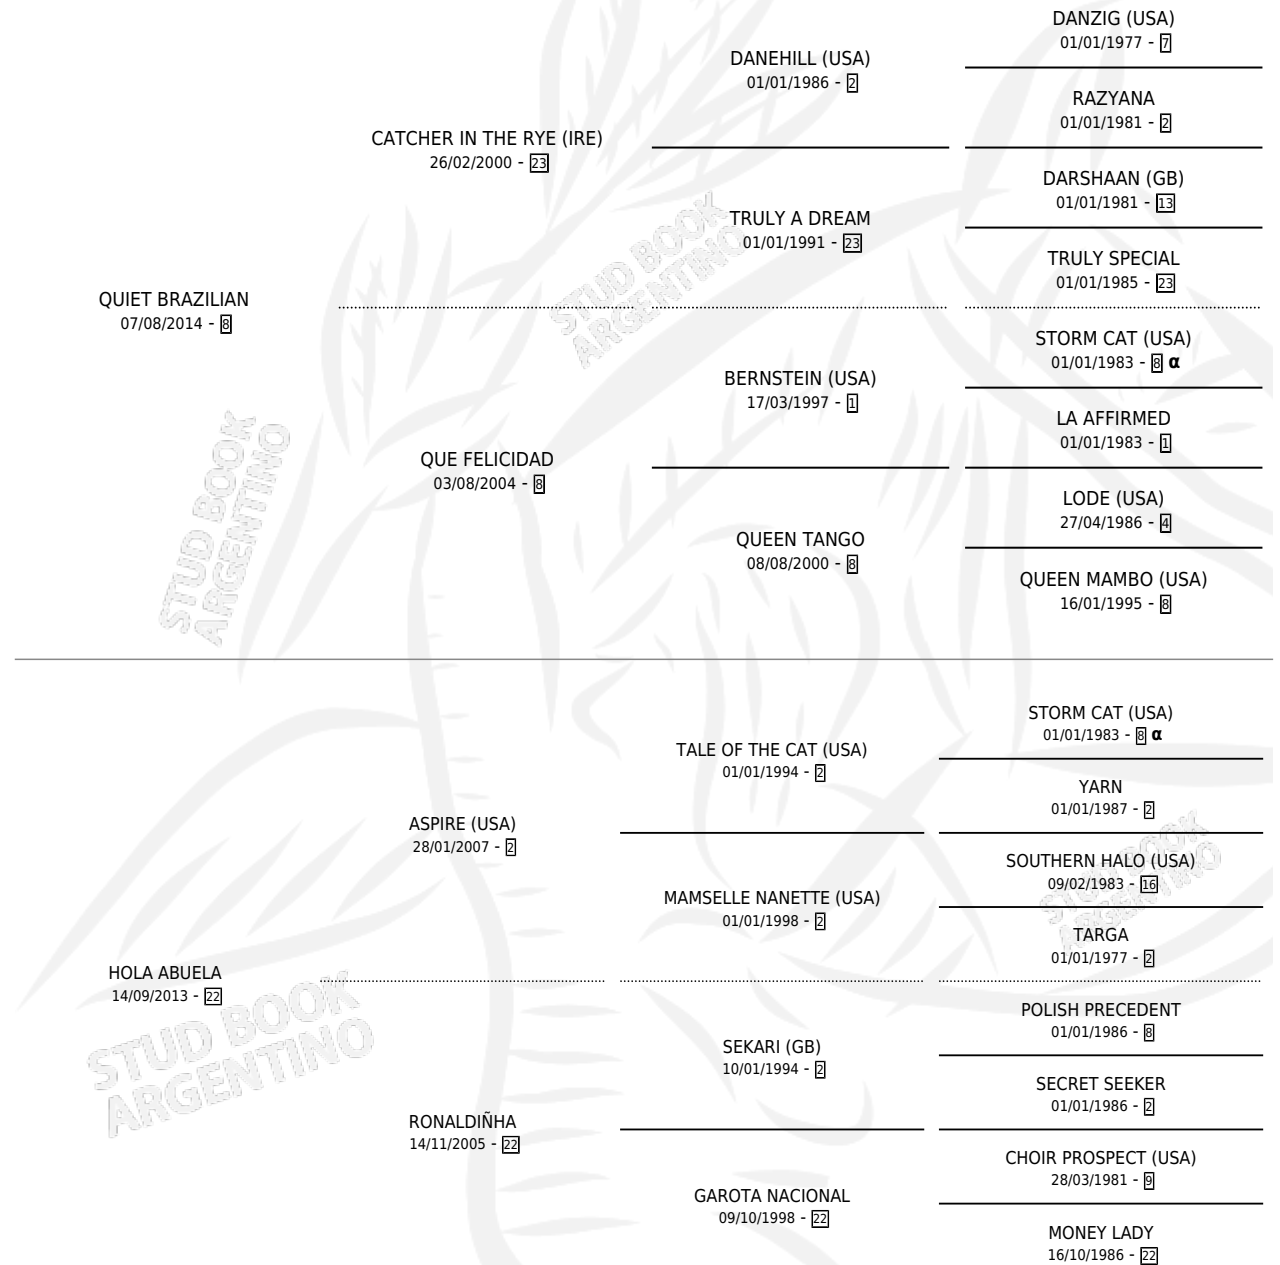 DANZIG (USA)
01/01/1977 - 7
DANEHILL (USA)
01/01/1986 - 2
RAZYANA
01/01/1981 - 2
CATCHER IN THE RYE (IRE)
26/02/2000 - 23
DARSHAAN (GB)
01/01/1981 - 13
TRULY A DREAM
01/01/1991 - 23
TRULY SPECIAL
01/01/1985 - 23
QUIET BRAZILIAN
07/08/2014 - 8
STORM CAT (USA)
01/01/1983 - 8 α
BERNSTEIN (USA)
17/03/1997 - 1
LA AFFIRMED
01/01/1983 - 1
QUE FELICIDAD
03/08/2004 - 8
LODE (USA)
27/04/1986 - 4
QUEEN TANGO
08/08/2000 - 8
QUEEN MAMBO (USA)
16/01/1995 - 8
STORM CAT (USA)
01/01/1983 - 8 α
TALE OF THE CAT (USA)
01/01/1994 - 2
YARN
01/01/1987 - 2
ASPIRE (USA)
28/01/2007 - 2
SOUTHERN HALO (USA)
09/02/1983 - 16
MAMSELLE NANETTE (USA)
01/01/1998 - 2
TARGA
01/01/1977 - 2
HOLA ABUELA
14/09/2013 - 22
POLISH PRECEDENT
01/01/1986 - 8
SEKARI (GB)
10/01/1994 - 2
SECRET SEEKER
01/01/1986 - 2
RONALDIÑHA
14/11/2005 - 22
CHOIR PROSPECT (USA)
28/03/1981 - 9
GAROTA NACIONAL
09/10/1998 - 22
MONEY LADY
16/10/1986 - 22
STUD BOOK
ARGENTINO
STUD BOOK
ARGENTINO
STUD BOOK
ARGENTINO
STUD BOOK
ARGENTINO